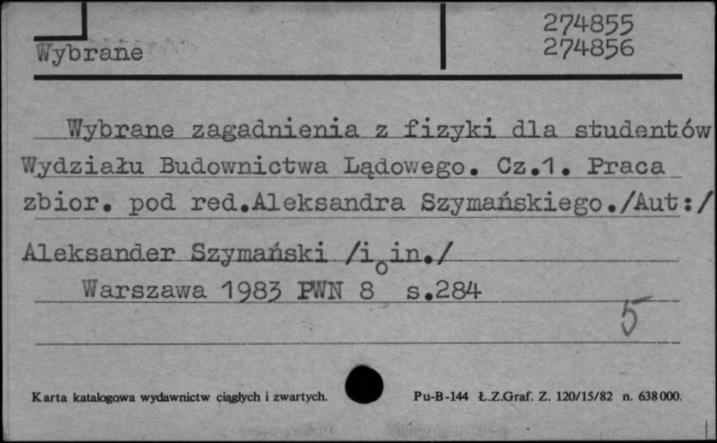 274855
Wybrane 274856
Wybrane zagadnienia z fizyki dla studentów
Wydziału Budownictwa Lądowego. Cz.1. Praca
zbior. pod red.Aleksandra Szymańskiego./Aut:/
Aleksander Szymański /i in./
Warszawa 1983 PWN 8° s.284
5
Karta katalogowa wydawnictw ciągłych i zwartych. Pu-B-144 Ł.Z.Graf. Z. 120/15/82 n. 638000.